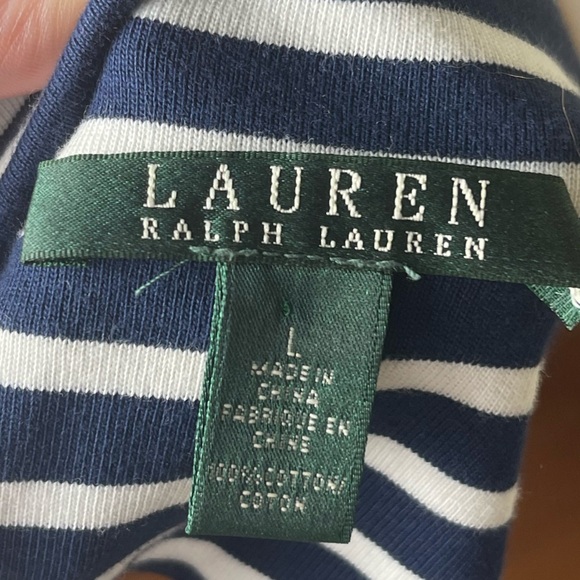 LAUREN
RALPH LAUREN
L
MADE IN
CHINA
FABRIQUE EN
CHINE
100% COTTON/
COTON